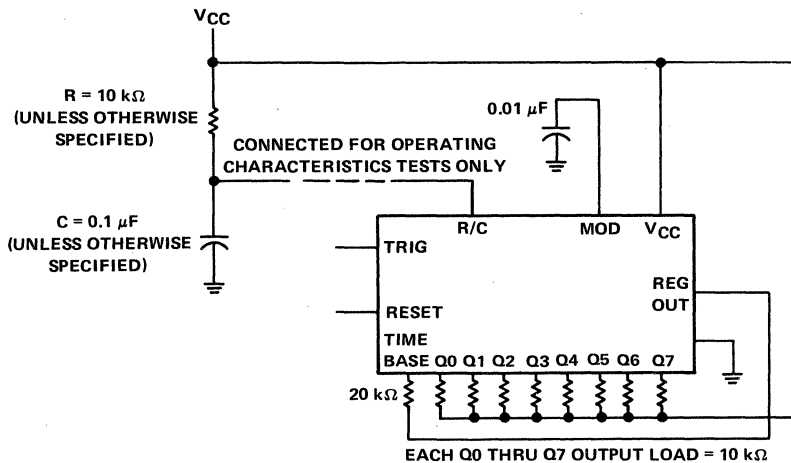 VCC
R = 10 kΩ
(UNLESS OTHERWISE
SPECIFIED)
0.01 μF
CONNECTED FOR OPERATING
CHARACTERISTICS TESTS ONLY
C = 0.1 μF
(UNLESS OTHERWISE
SPECIFIED)
R/C
MOD
VCC
TRIG
REG
OUT
RESET
TIME
BASE Q0 Q1 Q2 Q3 Q4 Q5 Q6 Q7
20 kΩ
EACH Q0 THRU Q7 OUTPUT LOAD = 10 kΩ